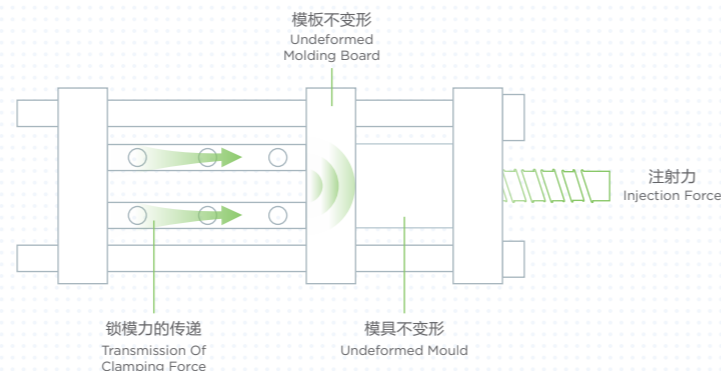 模板不变形
Undeformed
Molding Board
注射力
Injection Force
锁模力的传递
Transmission Of
Clamping Force
模具不变形
Undeformed Mould